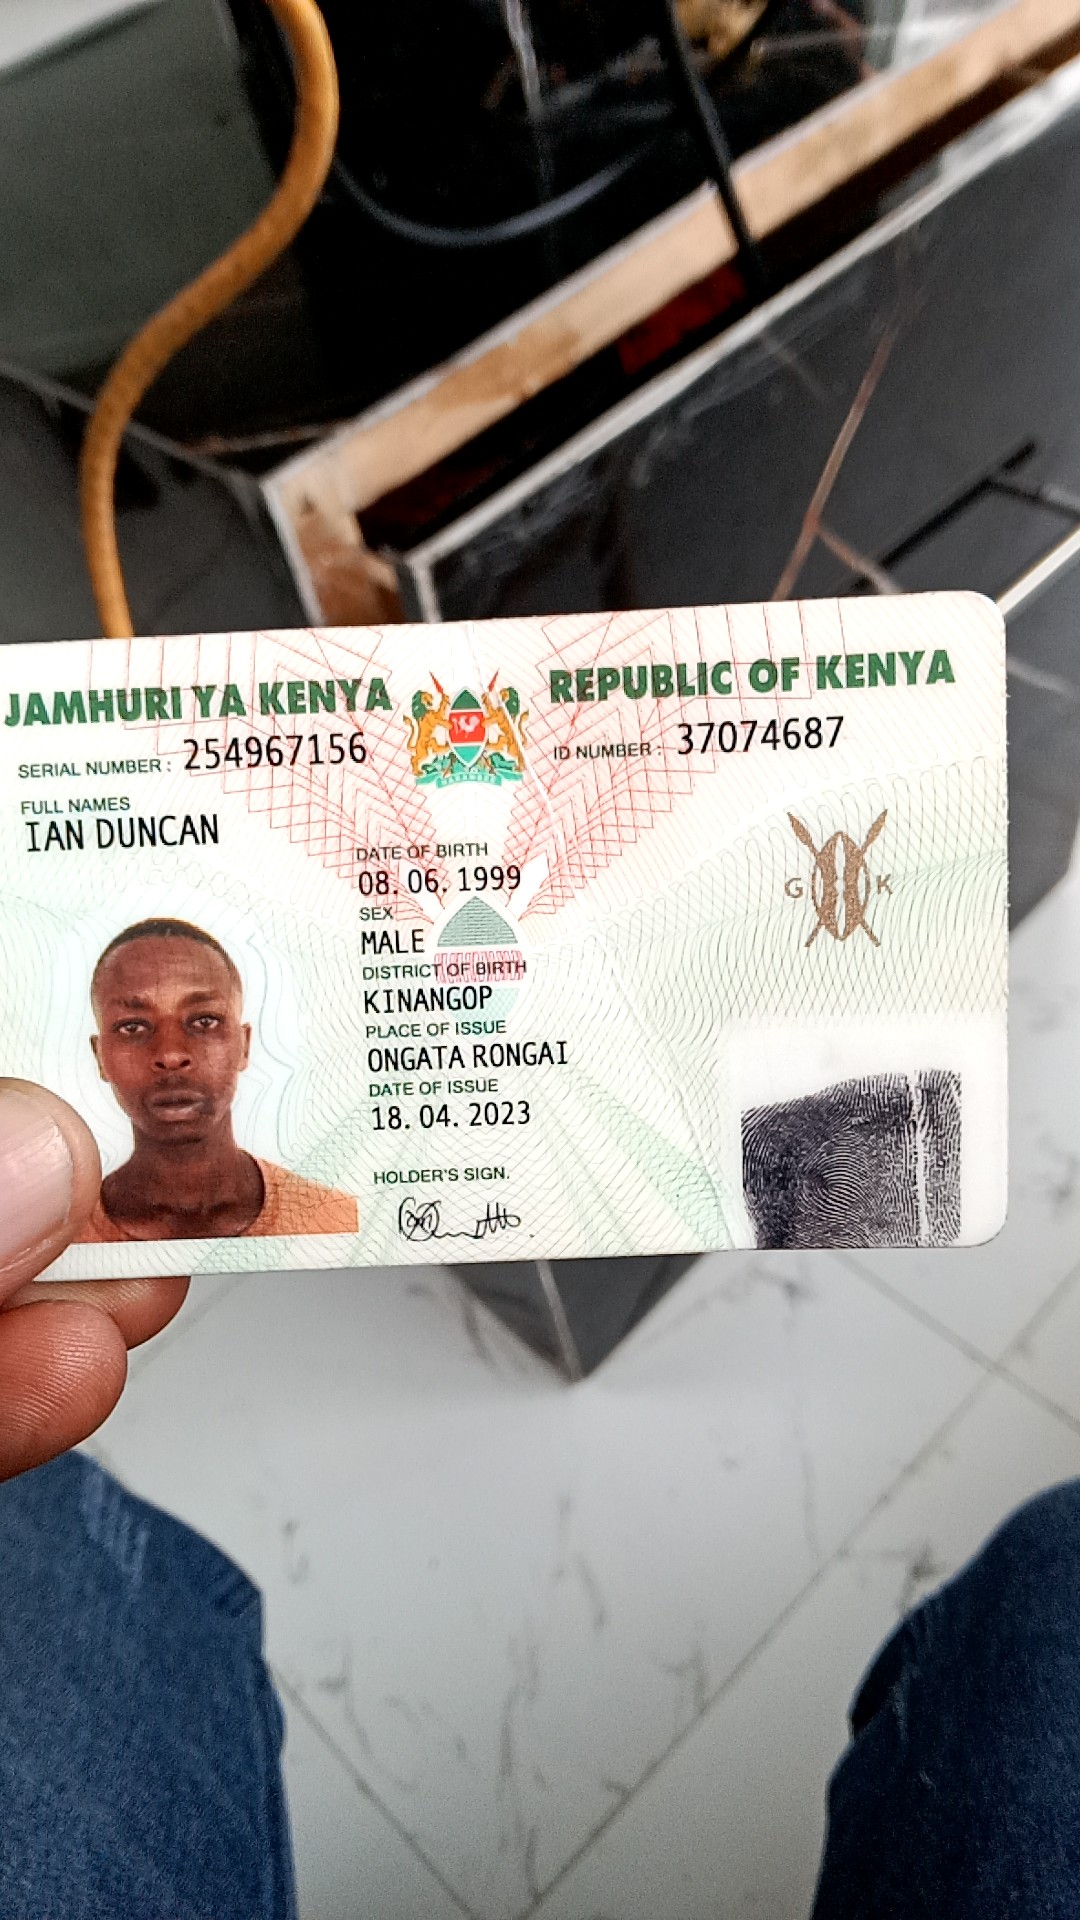 JAMHURI YA KENYA
REPUBLIC OF KENYA
SERIAL NUMBER : 254967156
ID NUMBER : 37074687
FULL NAMES
IAN DUNCAN
DATE OF BIRTH
08. 06. 1999
SEX
MALE
DISTRICT OF BIRTH
KINANGOP
PLACE OF ISSUE
ONGATA RONGAI
DATE OF ISSUE
18. 04. 2023
HOLDER'S SIGN.
G K
HARAMBEE